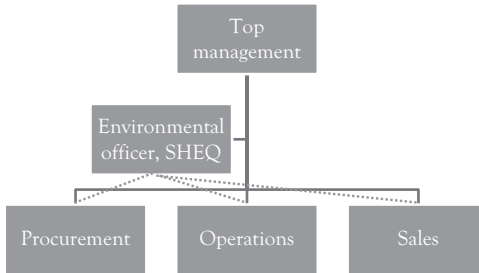 Top
management
Environmental
officer, SHEQ
Procurement
Operations
Sales